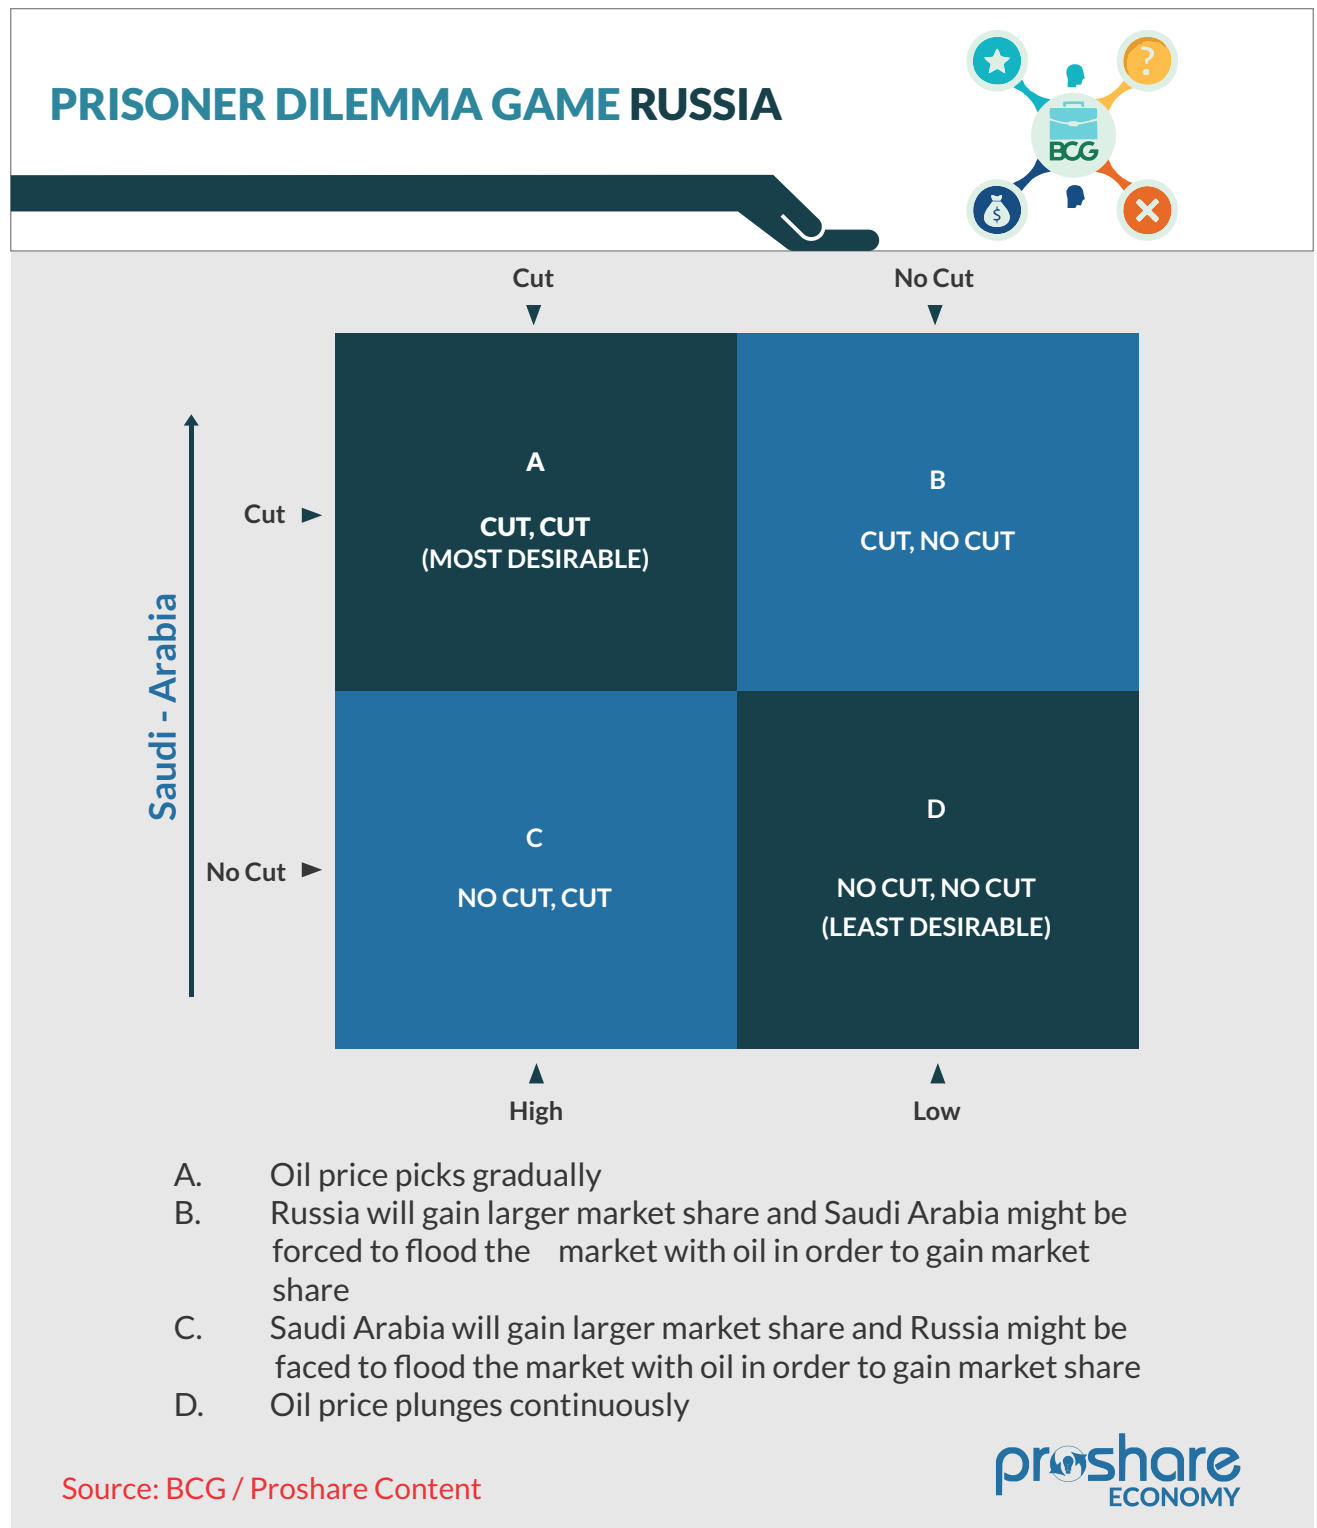 PRISONER DILEMMA GAME RUSSIA
?
BCG
$
Cut
No Cut
A
CUT, CUT
(MOST DESIRABLE)
B
CUT, NO CUT
Cut
Saudi - Arabia
No Cut
C
NO CUT, CUT
D
NO CUT, NO CUT
(LEAST DESIRABLE)
High
Low
A. Oil price picks gradually
B. Russia will gain larger market share and Saudi Arabia might be
forced to flood the market with oil in order to gain market
share
C. Saudi Arabia will gain larger market share and Russia might be
faced to flood the market with oil in order to gain market share
D. Oil price plunges continuously
Source: BCG / Proshare Content
proshare
ECONOMY